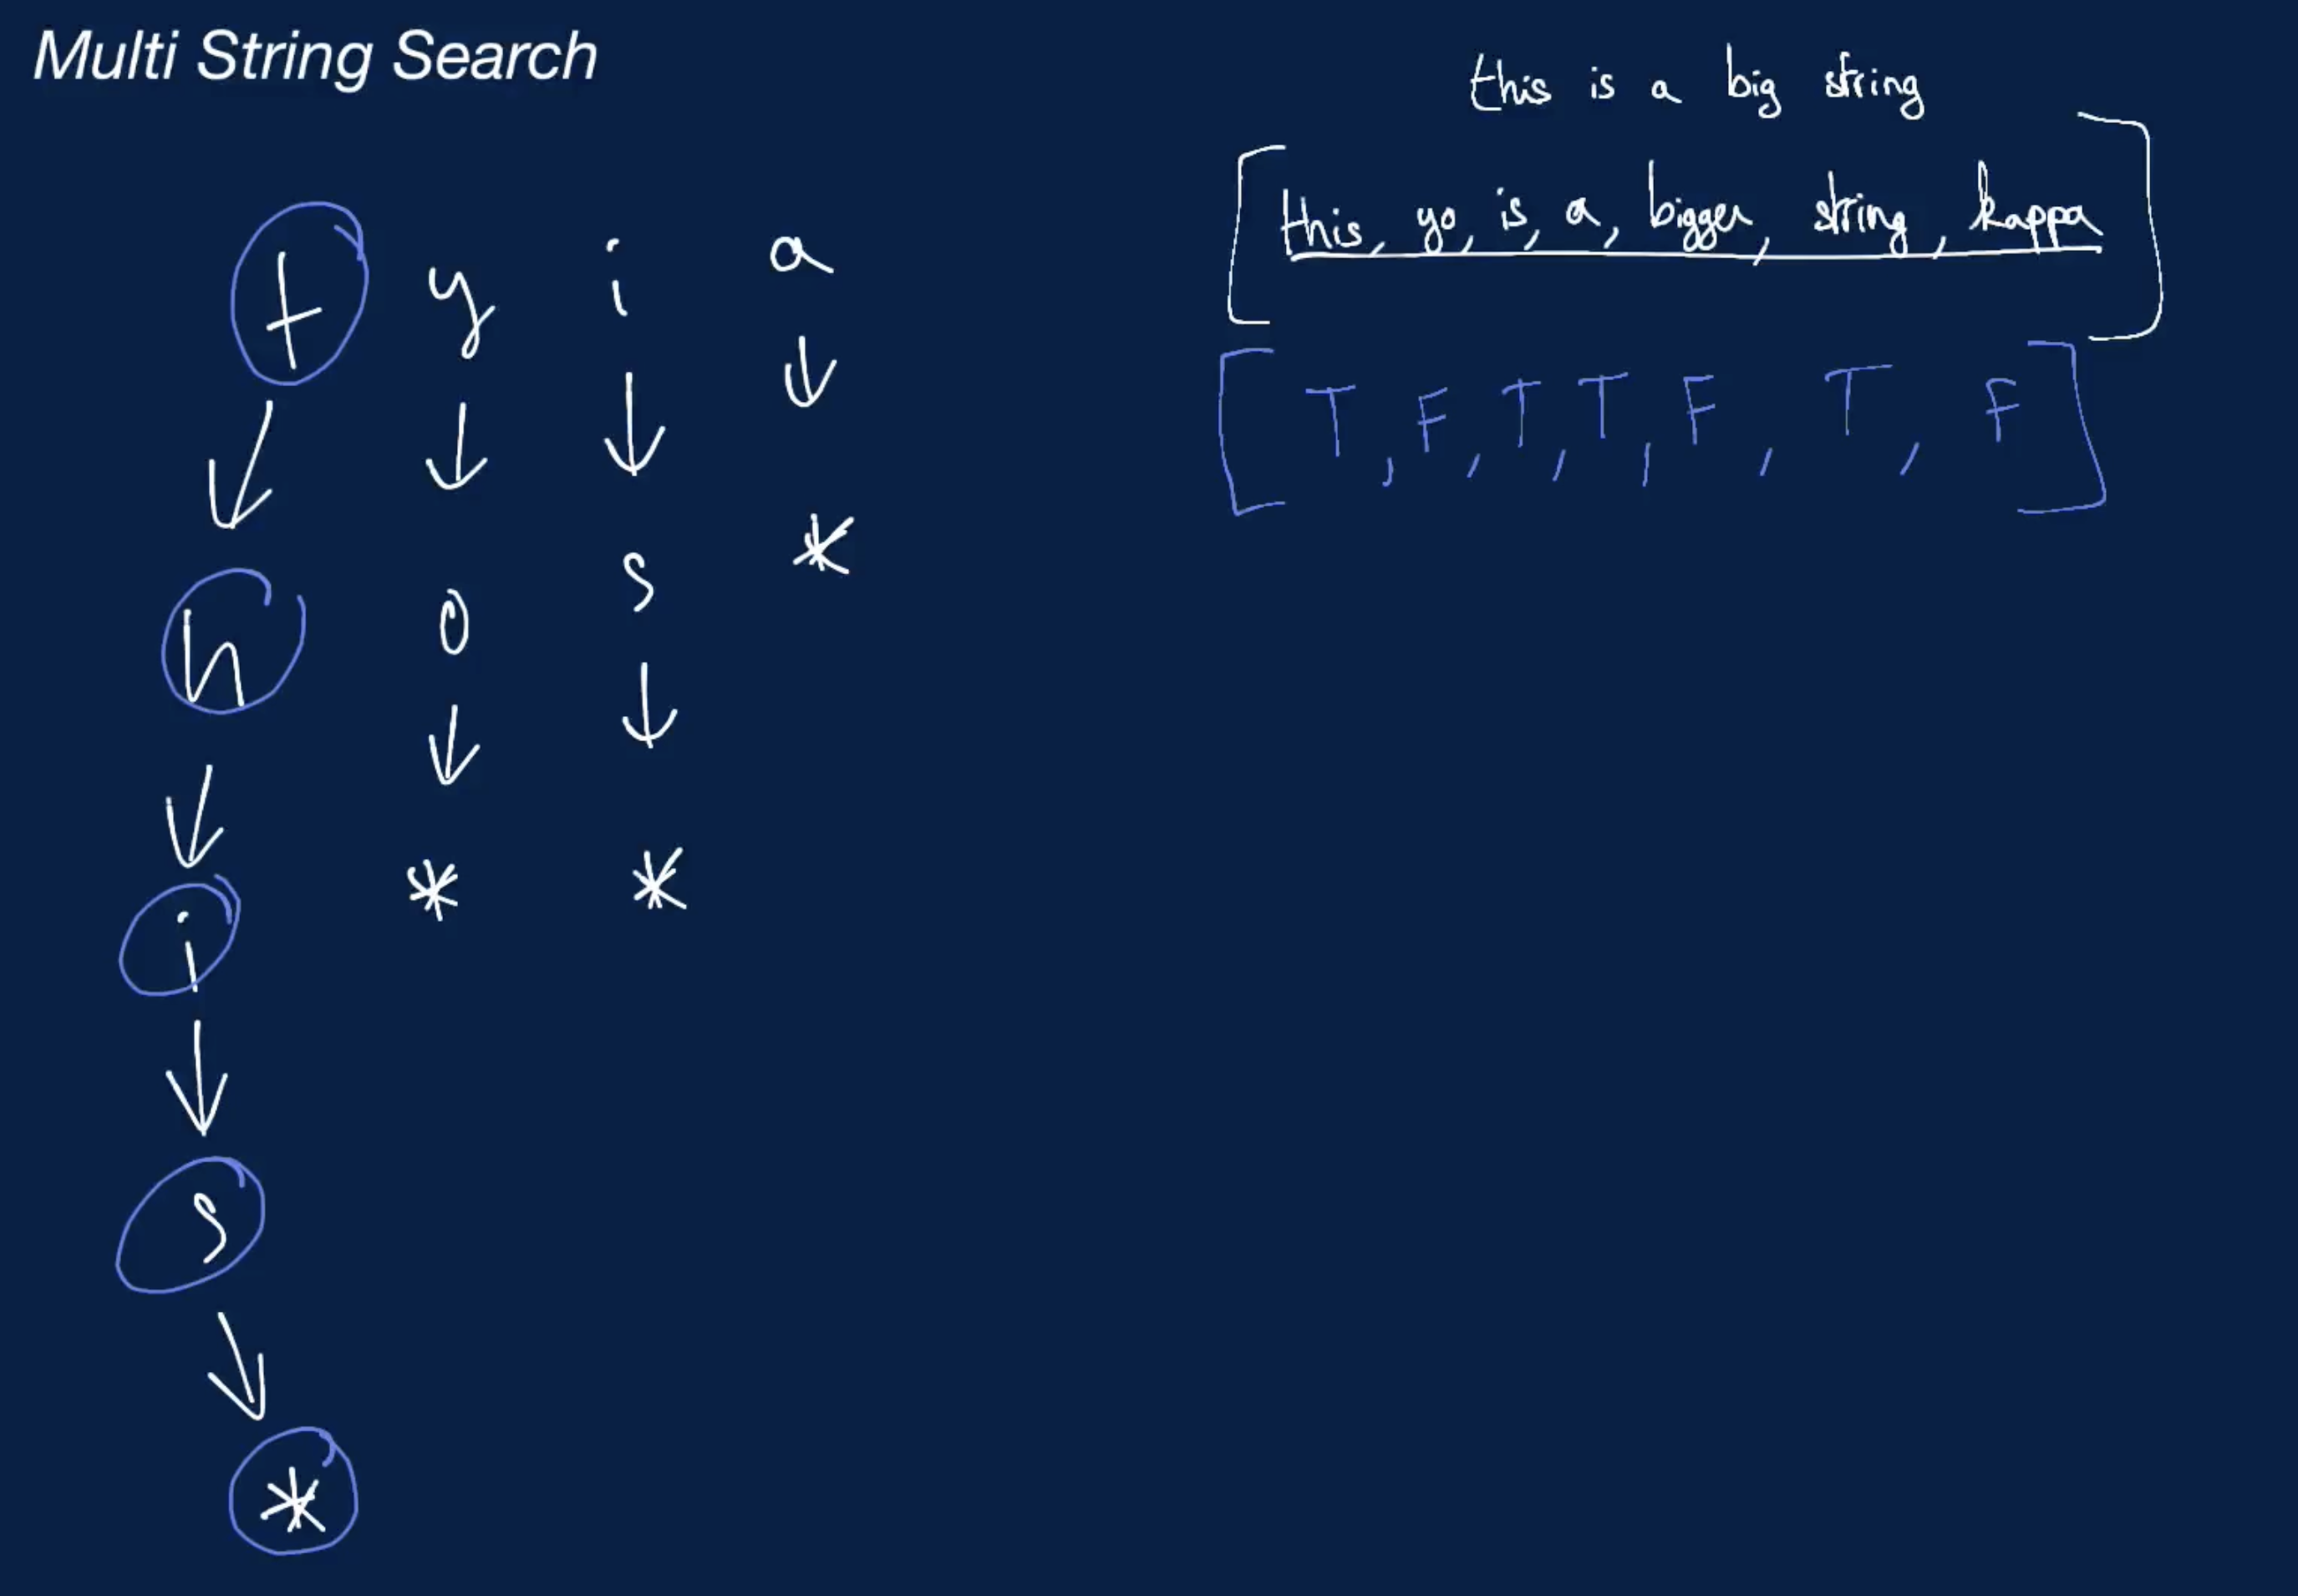 Multi String Search
this is a big string
[this, yo, is, a, bigger, string, kappa]
[T, F, T, T, F, T, F]
t y i a
h o s *
i * *
s
*